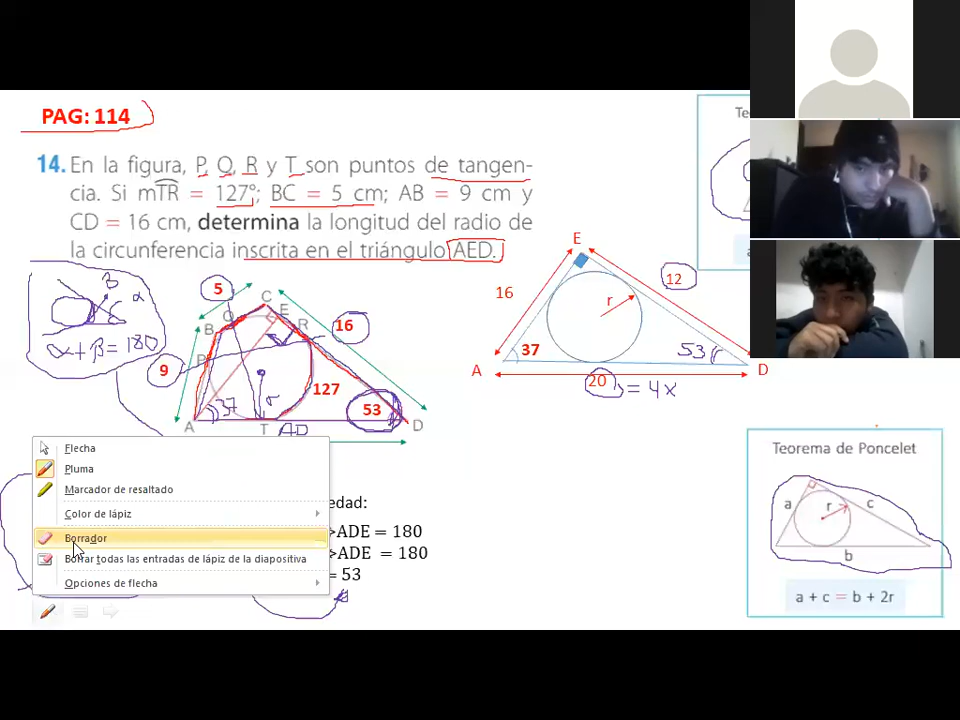 PAG: 114
14. En la figura, P, Q, R y T son puntos de tangen-
cia. Si mTR = 127°; BC = 5 cm; AB = 9 cm y
CD = 16 cm, determina la longitud del radio de
la circunferencia inscrita en el triángulo AED.
B
α
α+β=180
5
C
E
Q
B
R
16
P
9
127
37
r
53
A
T
D
AD
E
16
12
r
37
53
A
D
20 = 4x
Flecha
Pluma
Marcador de resaltado
Color de lápiz
Borrador
Borrar todas las entradas de lápiz de la diapositiva
Opciones de flecha
edad:
ADE = 180
ADE = 180
= 53
Te
Teorema de Poncelet
a
r
c
b
a + c = b + 2r